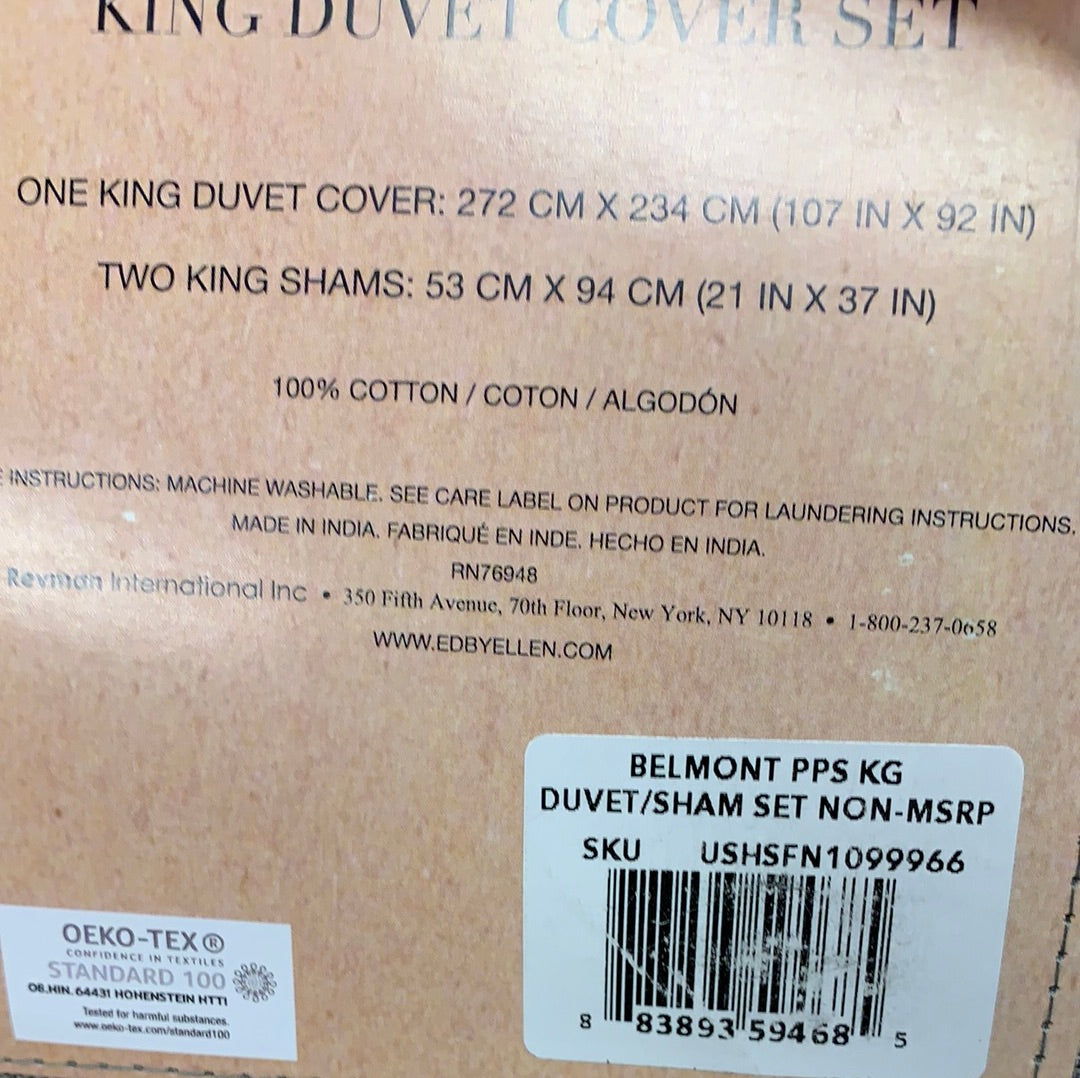 KING DUVET COVER SET
ONE KING DUVET COVER: 272 CM X 234 CM (107 IN X 92 IN)
TWO KING SHAMS: 53 CM X 94 CM (21 IN X 37 IN)
100% COTTON / COTON / ALGODÓN
E INSTRUCTIONS: MACHINE WASHABLE. SEE CARE LABEL ON PRODUCT FOR LAUNDERING INSTRUCTIONS.
MADE IN INDIA. FABRIQUÉ EN INDE. HECHO EN INDIA.
RN76948
Revman International Inc • 350 Fifth Avenue, 70th Floor, New York, NY 10118 • 1-800-237-0658
WWW.EDBYELLEN.COM
BELMONT PPS KG
DUVET/SHAM SET NON-MSRP
SKU USHSFN1099966
8 83893 59468 5
OEKO-TEX®
CONFIDENCE IN TEXTILES
STANDARD 100
08.HIN.64431 HOHENSTEIN HTTI
Tested for harmful substances.
www.oeko-tex.com/standard100